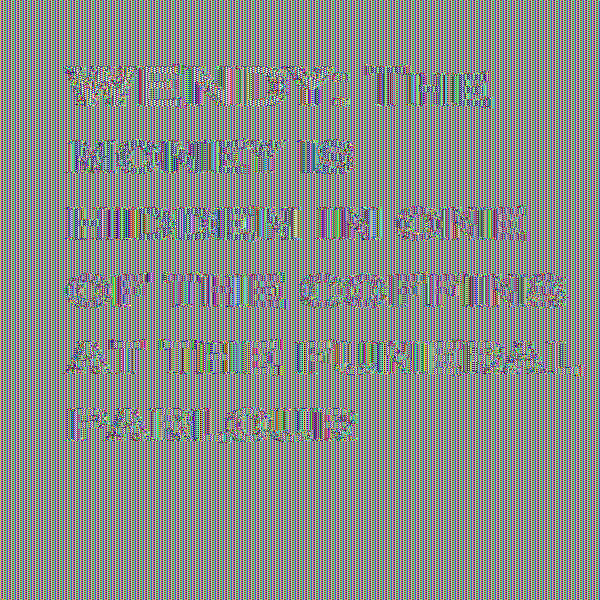 WENDY: THE
MONEY IS
HIDDEN IN ONE
OF THE COFFINS
AT THE FUNERAL
PARLOUR